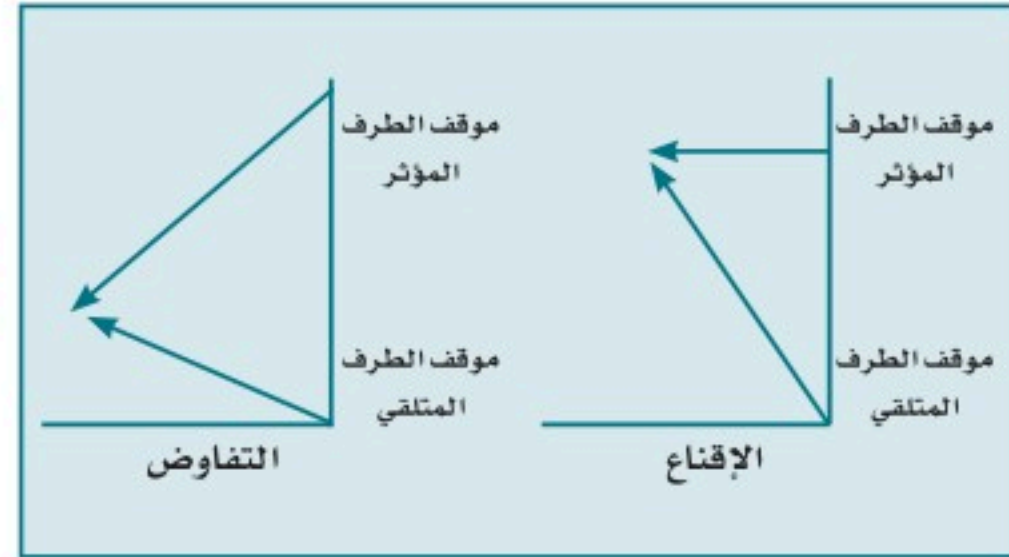 موقف الطرف
المؤثر
موقف الطرف
المتلقي
الإقناع
موقف الطرف
المؤثر
موقف الطرف
المتلقي
التفاوض